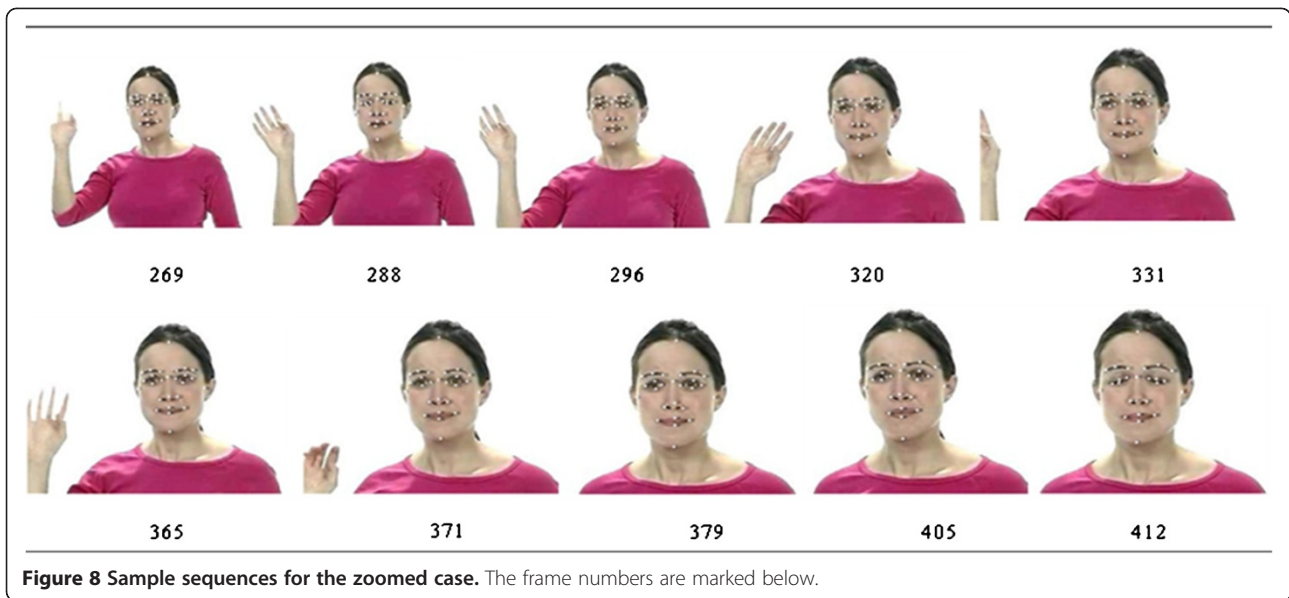 269 288 296 320 331
365 371 379 405 412
Figure 8 Sample sequences for the zoomed case. The frame numbers are marked below.